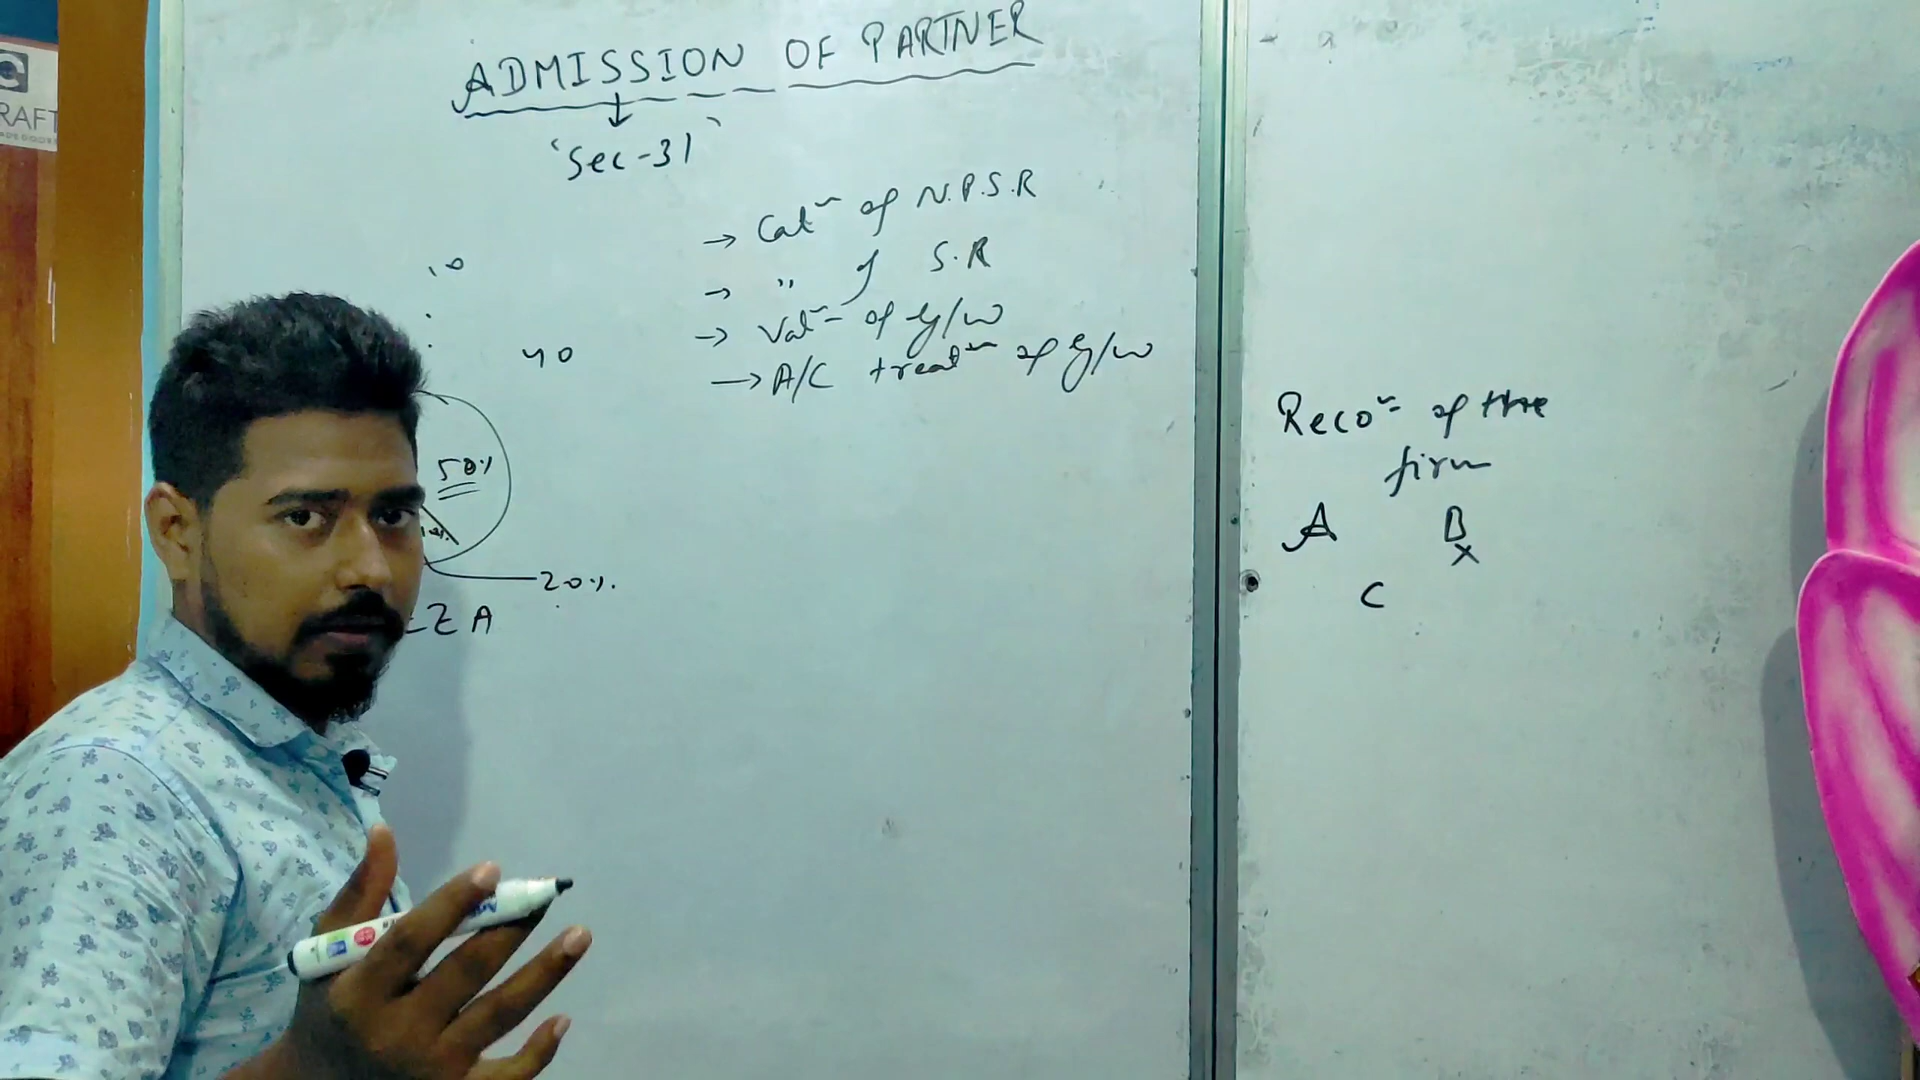 C
RAFT
ADMISSION OF PARTNER
'Sec-31'
→ Cal~ of N.P.S.R
→ " of S.R
→ Val~ of G/W
→ A/C treat~ of G/W
10
40
50%
20%.
ZZA
Reco~ of the
firm
A B
x
C